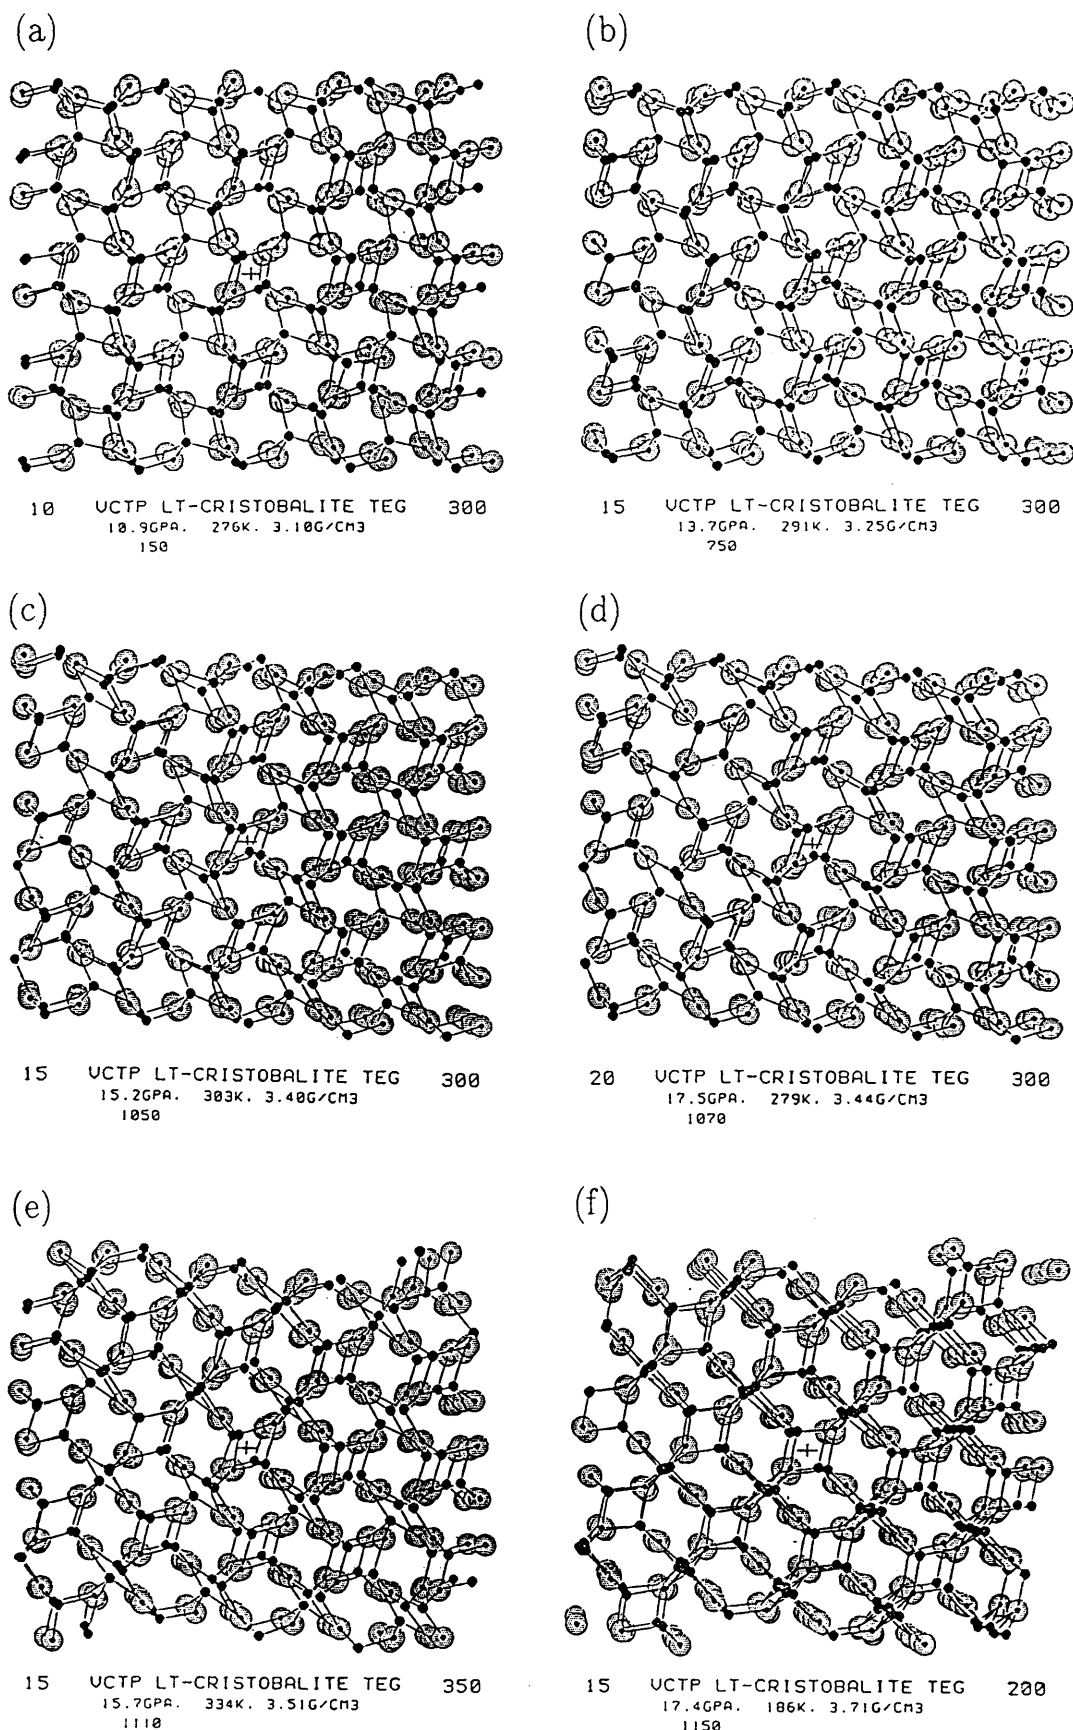 (a)
10 VCTP LT-CRISTOBALITE TEG 300
10.9GPA. 276K. 3.10G/CM3
150
(b)
15 VCTP LT-CRISTOBALITE TEG 300
13.7GPA. 291K. 3.25G/CM3
750
(c)
15 VCTP LT-CRISTOBALITE TEG 300
15.2GPA. 303K. 3.40G/CM3
1050
(d)
20 VCTP LT-CRISTOBALITE TEG 300
17.5GPA. 279K. 3.44G/CM3
1070
(e)
15 VCTP LT-CRISTOBALITE TEG 350
15.7GPA. 334K. 3.51G/CM3
1110
(f)
15 VCTP LT-CRISTOBALITE TEG 200
17.4GPA. 186K. 3.71G/CM3
1150